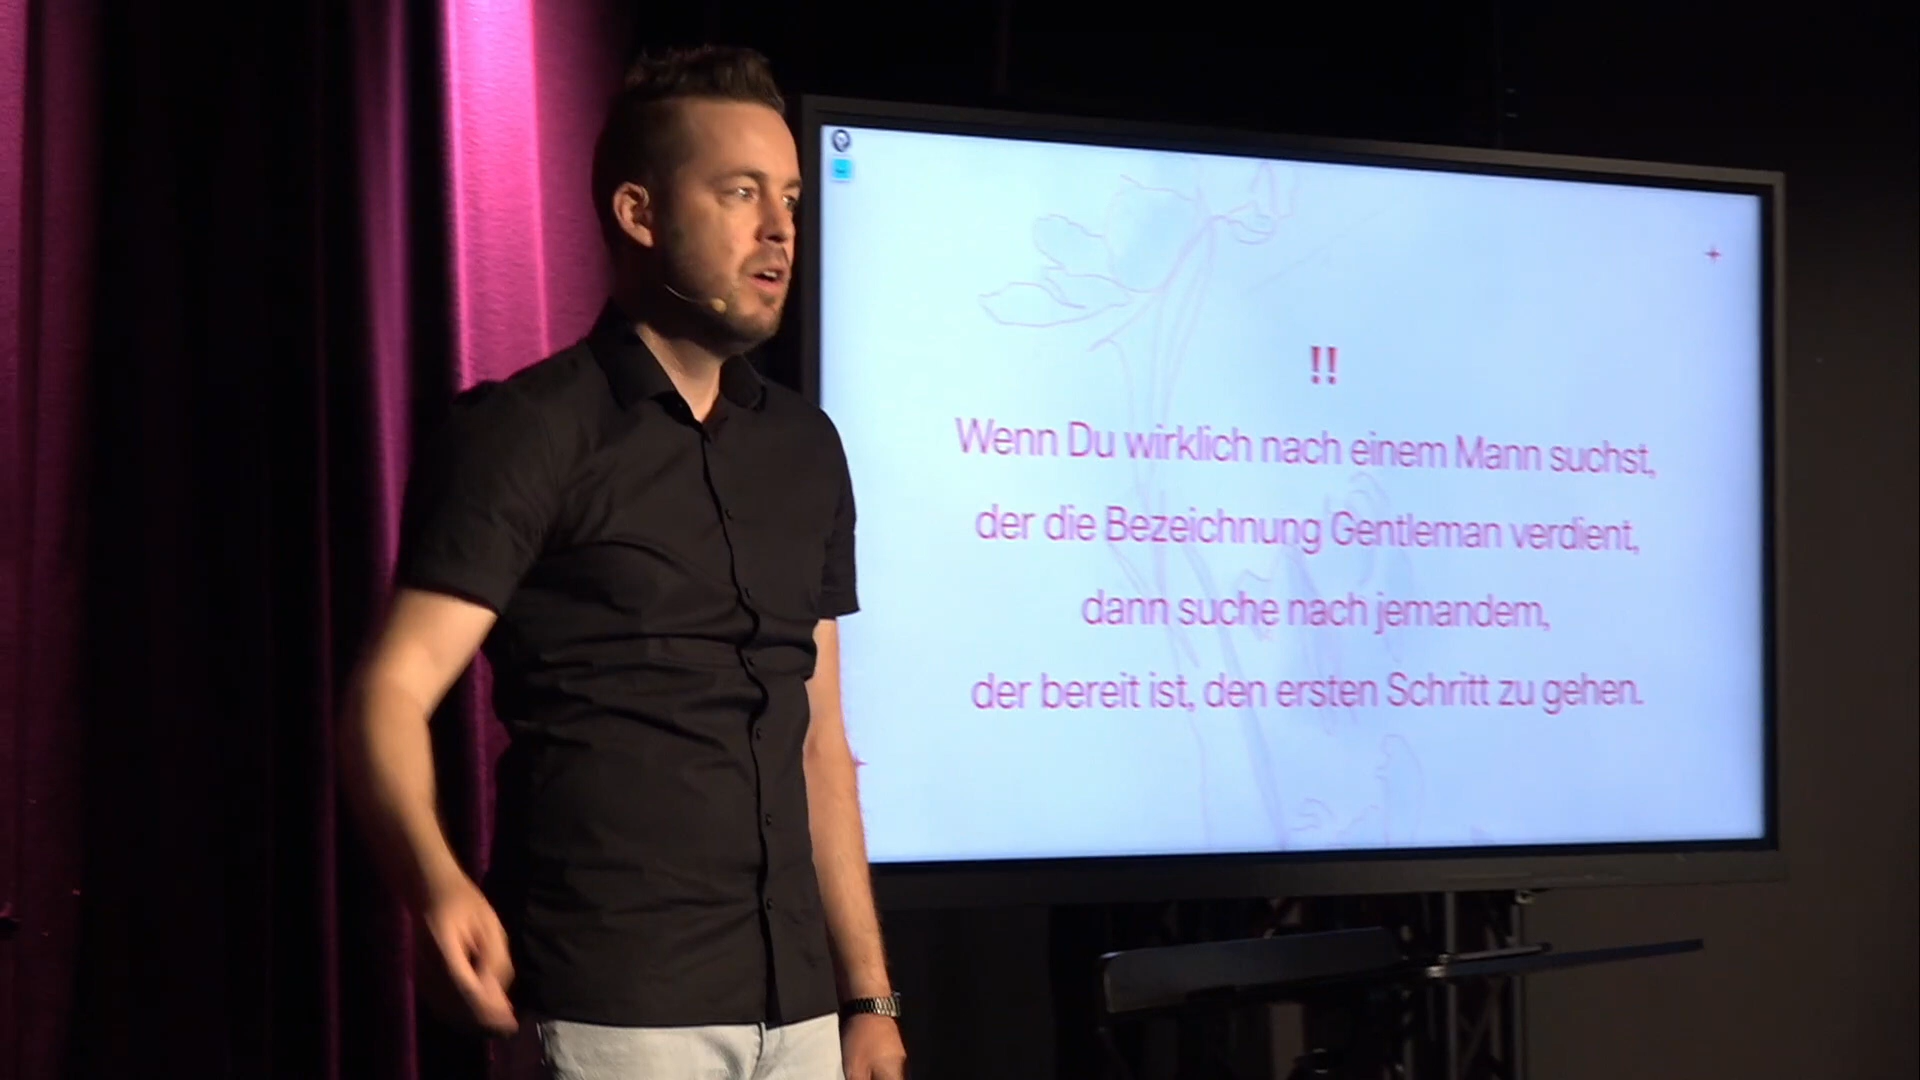 !!
Wenn Du wirklich nach einem Mann suchst,
der die Bezeichnung Gentleman verdient,
dann suche nach jemandem,
der bereit ist, den ersten Schritt zu gehen.